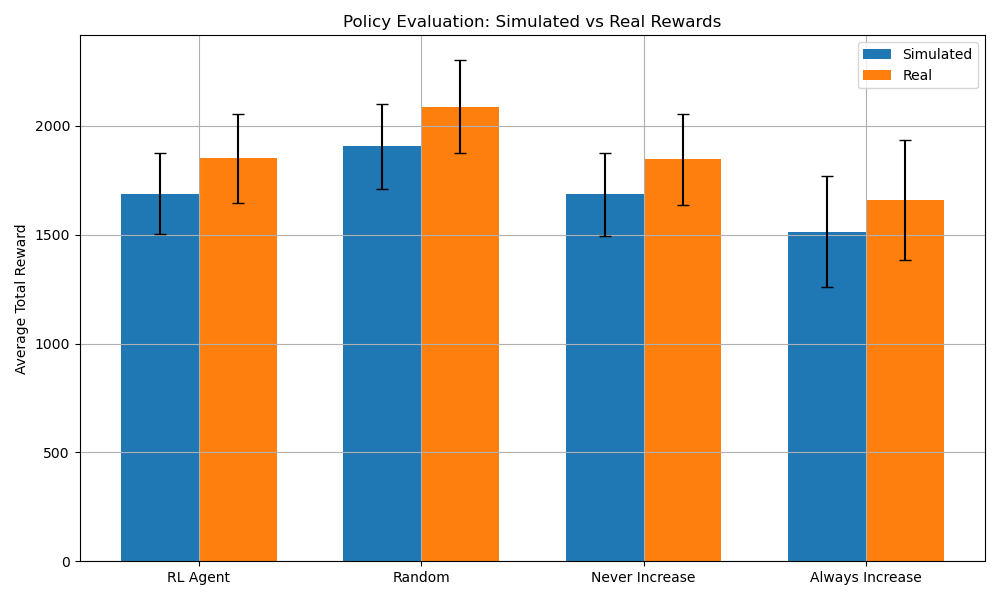 Policy Evaluation: Simulated vs Real Rewards
Simulated
Real
Average Total Reward
2000
1500
1000
500
0
RL Agent
Random
Never Increase
Always Increase